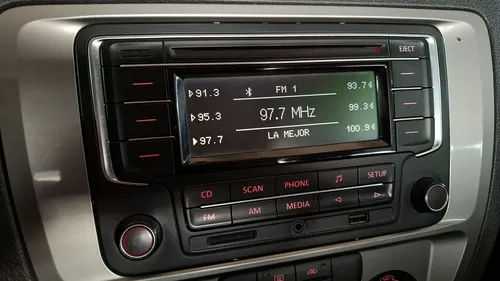 EJECT
91.3 FM 1 93.74
95.3 97.7 MHz 99.34
97.7 LA MEJOR 100.94
CD SCAN PHONE SETUP
FM AM MEDIA